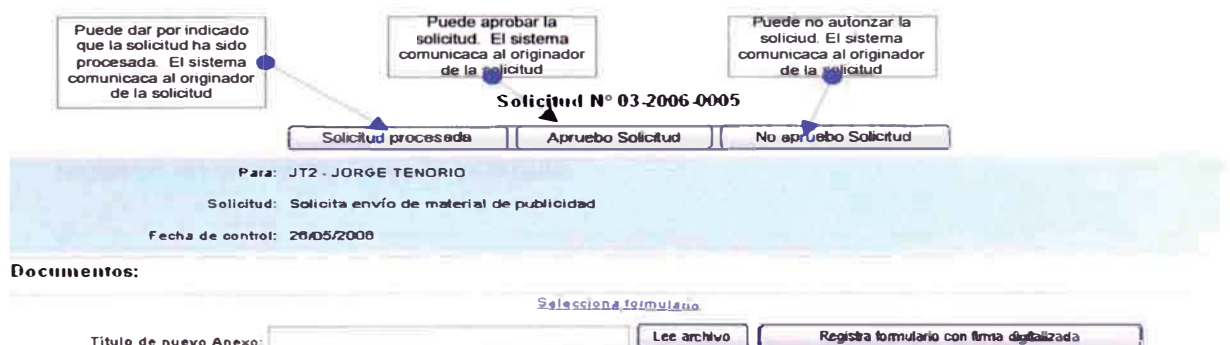 Puede dar por indicado
que la solicitud ha sido
procesada. El sistema
comunicaca al originador
de la solicitud
Puede aprobar la
solicitud. El sistema
comunicaca al originador
de la solicitud
Puede no autorizar la
soliciud. El sistema
comunicaca al originador
de la solicitud
Solicitud N° 03-2006-0005
Solicitud procesada
Apruebo Solicitud
No apruebo Solicitud
Para: JT2 - JORGE TENORIO
Solicitud: Solicita envío de material de publicidad
Fecha de control: 26/05/2006
Documentos:
Selecciona formulario
Título de nuevo Anexo:
Lee archivo
Registra formulario con firma digitalizada